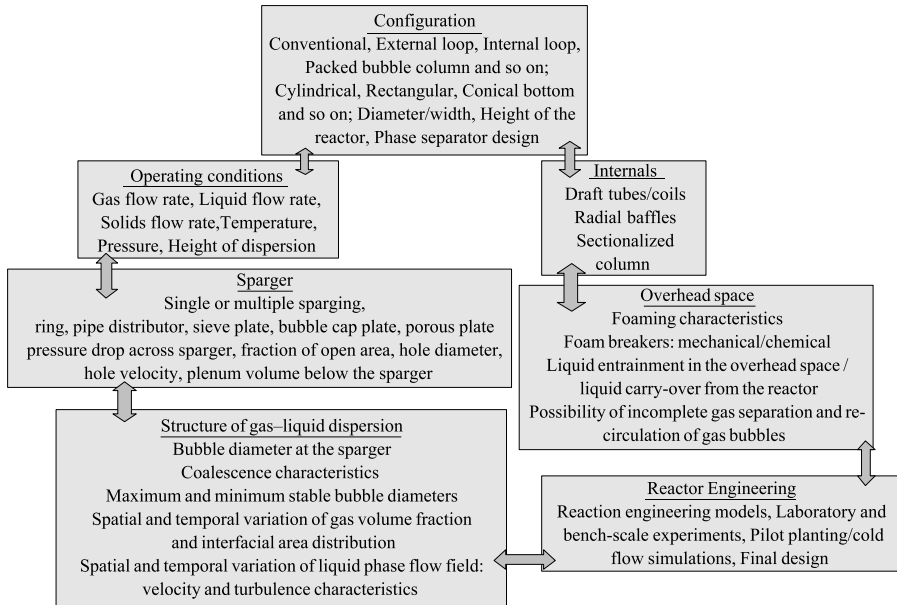 Configuration
Conventional, External loop, Internal loop,
Packed bubble column and so on;
Cylindrical, Rectangular, Conical bottom
and so on; Diameter/width, Height of the
reactor, Phase separator design
Operating conditions
Gas flow rate, Liquid flow rate,
Solids flow rate,Temperature,
Pressure, Height of dispersion
Internals
Draft tubes/coils
Radial baffles
Sectionalized
column
Sparger
Single or multiple sparging,
ring, pipe distributor, sieve plate, bubble cap plate, porous plate
pressure drop across sparger, fraction of open area, hole diameter,
hole velocity, plenum volume below the sparger
Overhead space
Foaming characteristics
Foam breakers: mechanical/chemical
Liquid entrainment in the overhead space /
liquid carry-over from the reactor
Possibility of incomplete gas separation and re-
circulation of gas bubbles
Structure of gas–liquid dispersion
Bubble diameter at the sparger
Coalescence characteristics
Maximum and minimum stable bubble diameters
Spatial and temporal variation of gas volume fraction
and interfacial area distribution
Spatial and temporal variation of liquid phase flow field:
velocity and turbulence characteristics
Reactor Engineering
Reaction engineering models, Laboratory and
bench-scale experiments, Pilot planting/cold
flow simulations, Final design